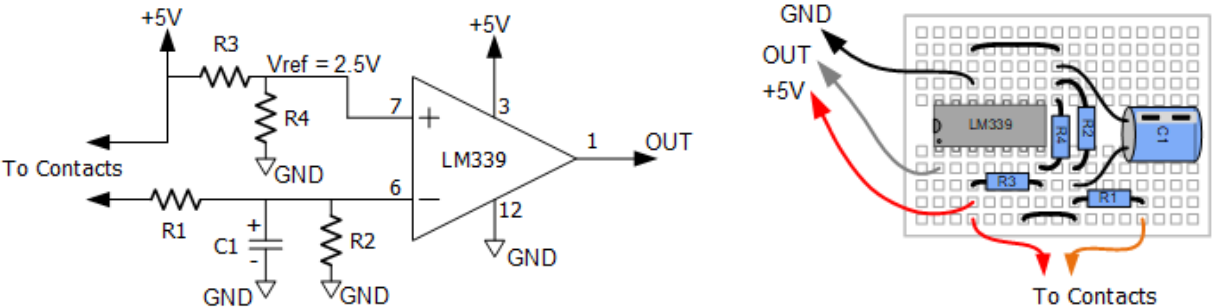 +5V
+5V
R3
Vref = 2.5V
7
3
R4
+
To Contacts
GND
LM339
1
OUT
6
−
R1
+
C1
-
R2
12
GND
GND
GND
GND
OUT
+5V
LM339
R4
R2
C1
R3
R1
To Contacts